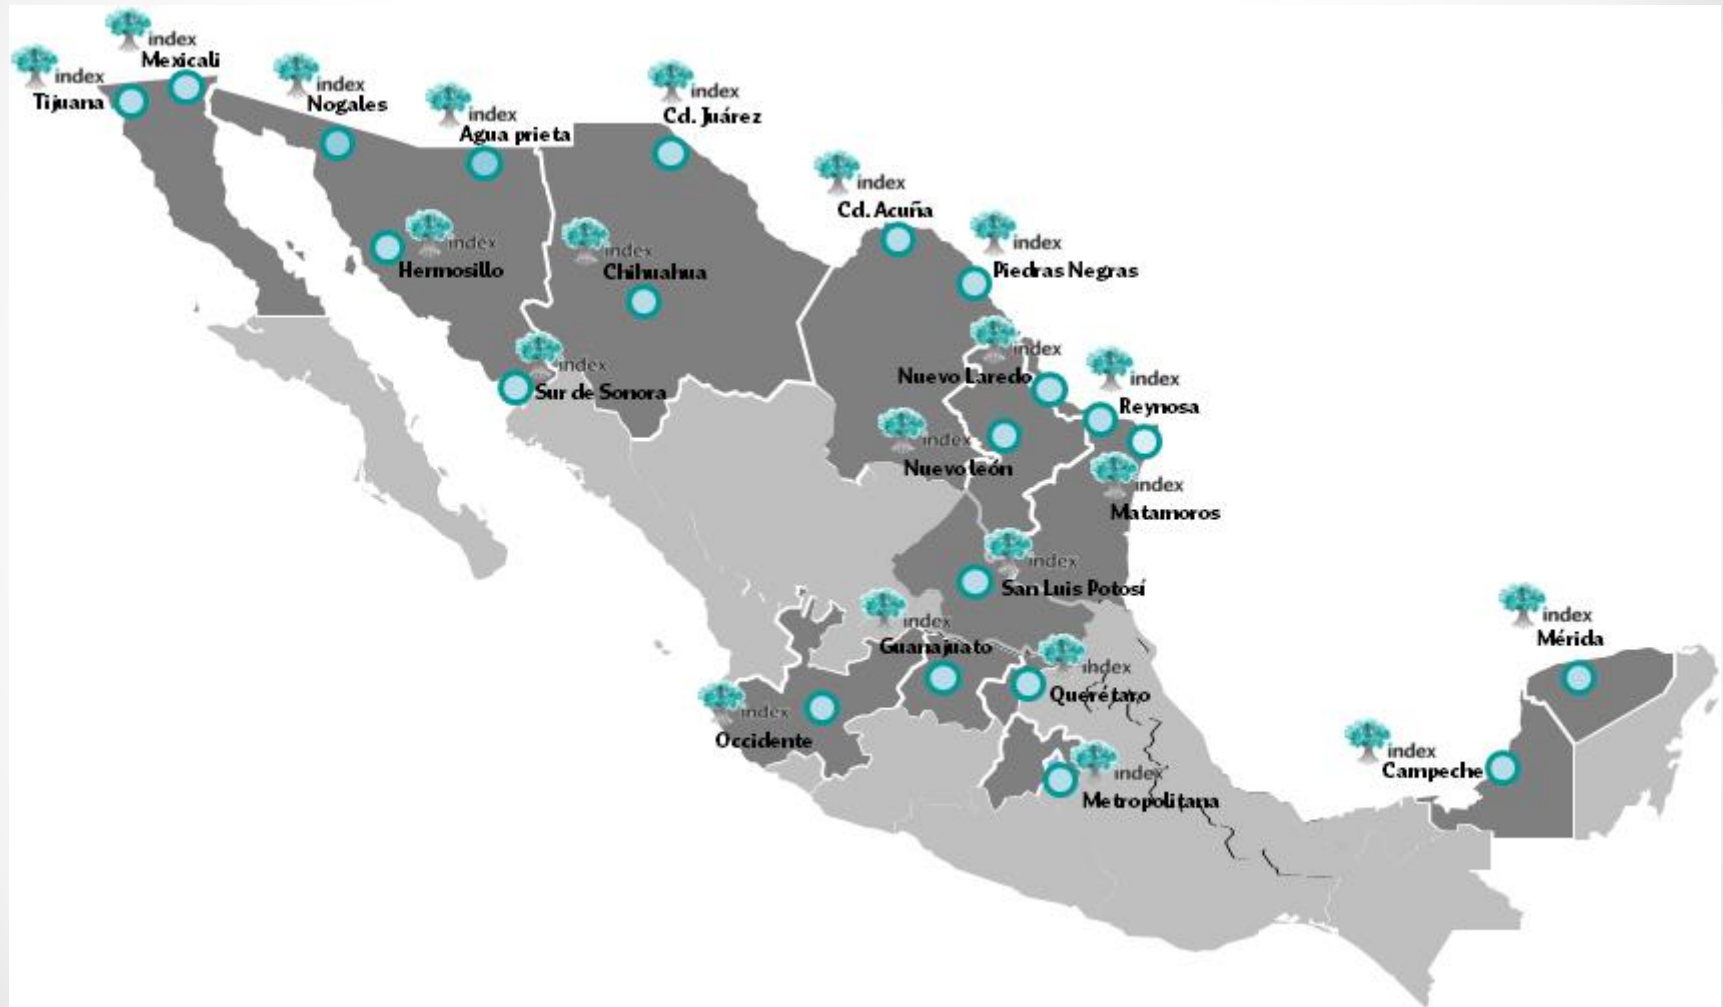 index
Mexicali
index
Tijuana
index
Nogales
index
Agua prieta
index
Cd. Juárez
index
Cd. Acuña
index
Piedras Negras
index
Hermosillo
index
Chihuahua
index
Sur de Sonora
index
Nuevo Laredo
index
Reynosa
index
Nuevo león
index
Matamoros
index
San Luis Potosí
index
Guanajuato
index
Querétaro
index
Occidente
index
Metropolitana
index
Mérida
index
Campeche